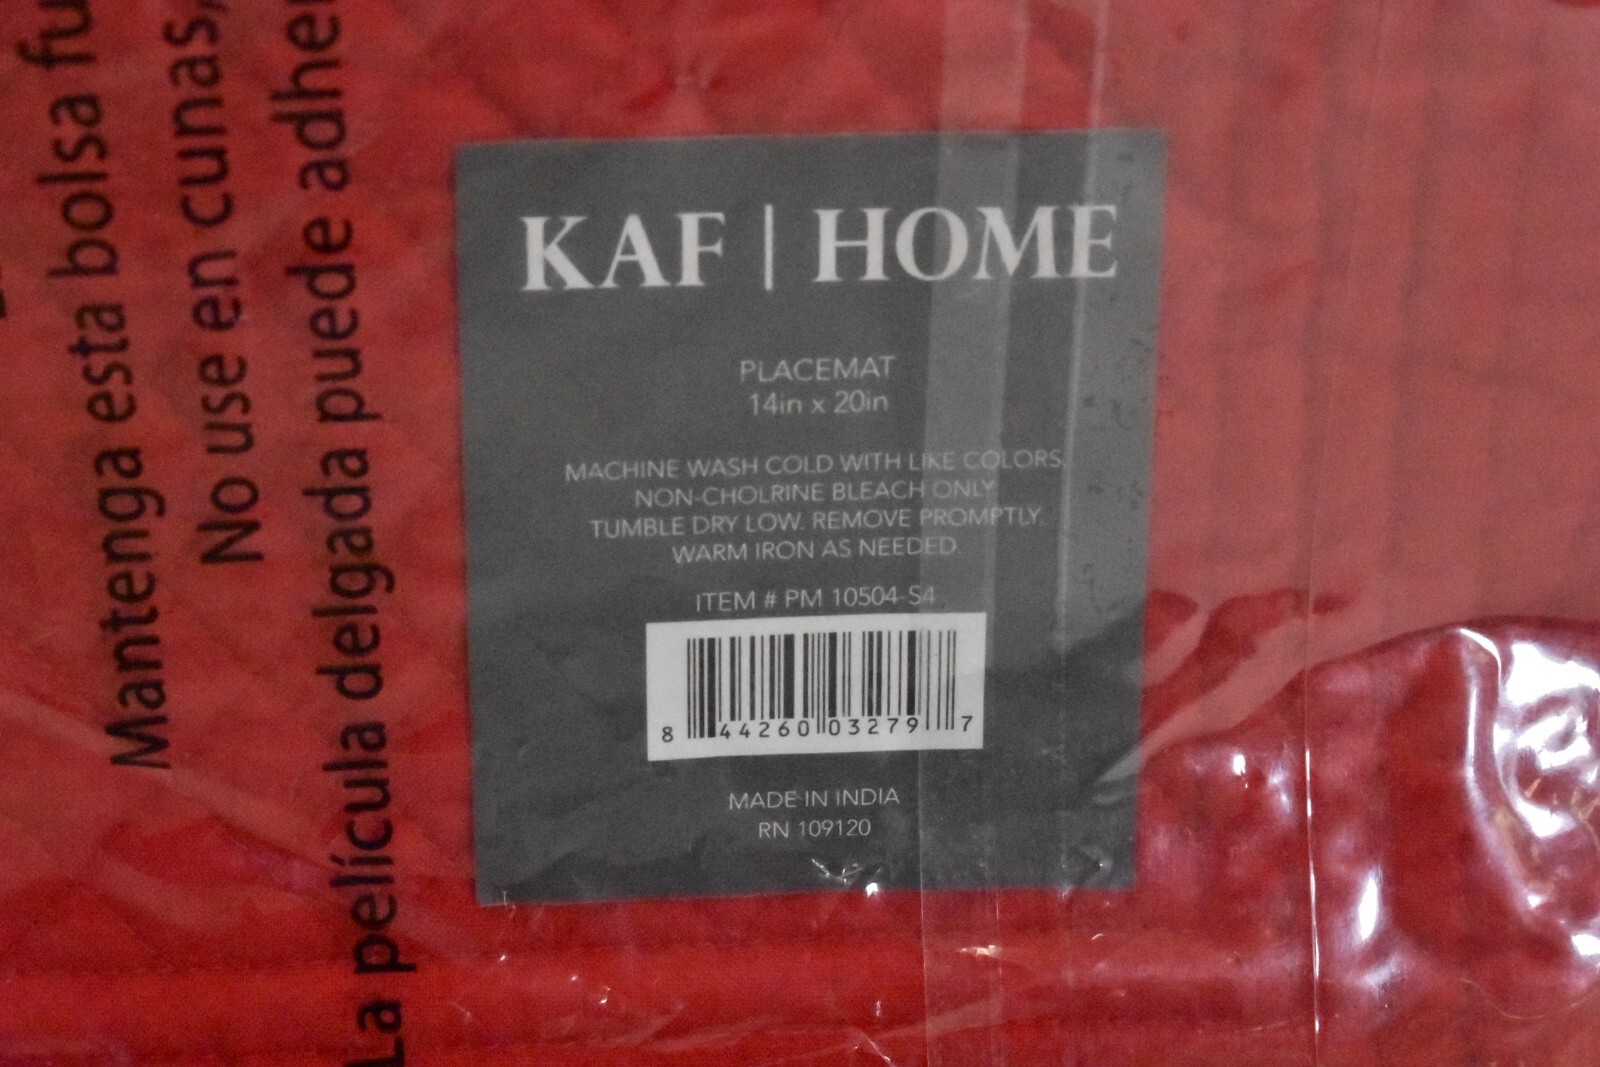 KAF | HOME
PLACEMAT
14in x 20in
MACHINE WASH COLD WITH LIKE COLORS.
NON-CHOLRINE BLEACH ONLY.
TUMBLE DRY LOW. REMOVE PROMPTLY.
WARM IRON AS NEEDED.
ITEM # PM 10504-S4
8 44260 03279 7
MADE IN INDIA
RN 109120
Mantenga esta bolsa
No use en cunas,
La película delgada puede